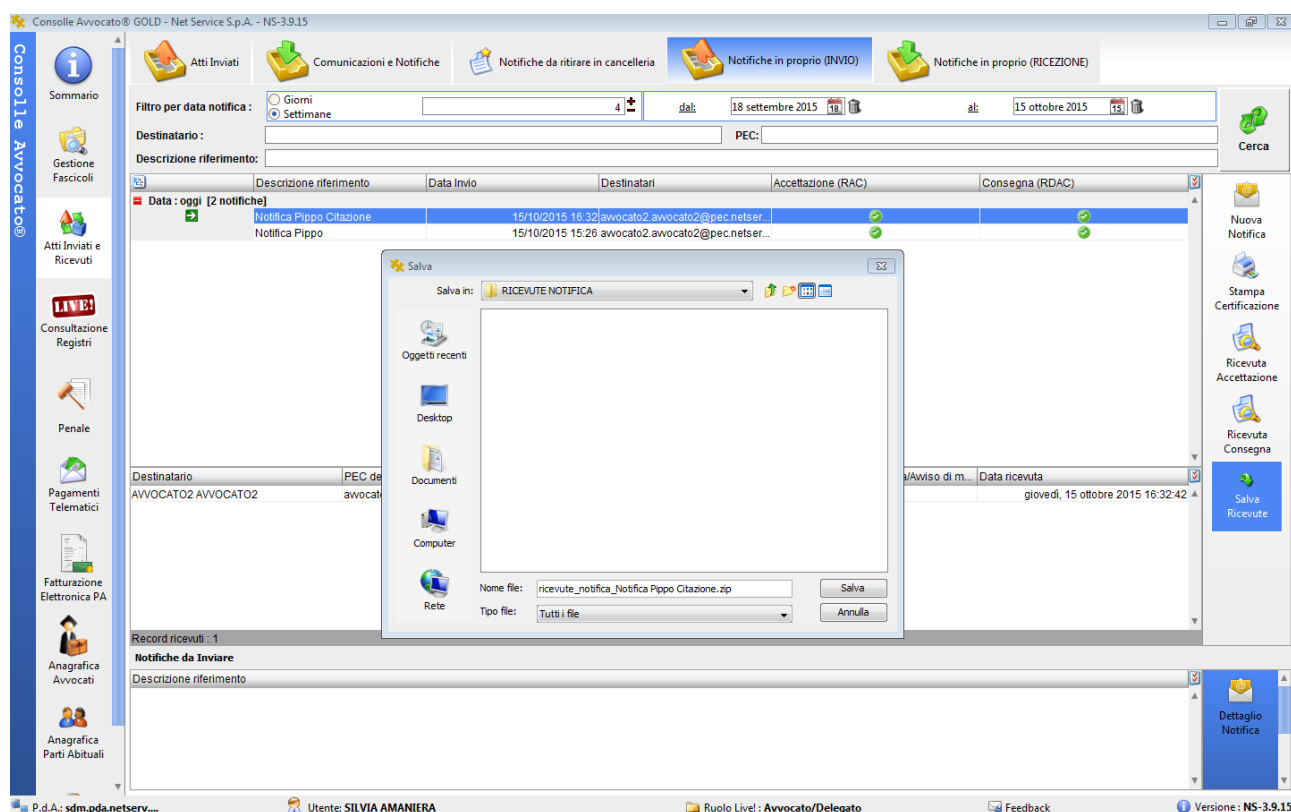 Consolle Avvocato® GOLD - Net Service S.p.A. - NS-3.9.15
Consolle Avvocato®
Sommario
Gestione
Fascicoli
Atti Inviati e
Ricevuti
LIVE!
Consultazione
Registri
Penale
Pagamenti
Telematici
Fatturazione
Elettronica PA
Anagrafica
Avvocati
Anagrafica
Parti Abituali
Atti Inviati
Comunicazioni e Notifiche
Notifiche da ritirare in cancelleria
Notifiche in proprio (INVIO)
Notifiche in proprio (RICEZIONE)
Filtro per data notifica :
Giorni
Settimane
4
dal: 18 settembre 2015 18
al: 15 ottobre 2015 15
Destinatario :
PEC:
Descrizione riferimento:
Cerca
Descrizione riferimento Data Invio Destinatari Accettazione (RAC) Consegna (RDAC)
Data : oggi [2 notifiche]
Notifica Pippo Citazione 15/10/2015 16:32 avvocato2.avvocato2@pec.netser...
Notifica Pippo 15/10/2015 15:26 avvocato2.avvocato2@pec.netser...
Salva
Salva in: RICEVUTE NOTIFICA
Oggetti recenti
Desktop
Documenti
Computer
Rete
Nome file: ricevute_notifica_Notifica Pippo Citazione.zip Salva
Tipo file: Tutti i file Annulla
Destinatario PEC de a/Avviso di m... Data ricevuta
AVVOCATO2 AVVOCATO2 avvocat giovedì, 15 ottobre 2015 16:32:42
Record ricevuti : 1
Notifiche da Inviare
Descrizione riferimento
Nuova
Notifica
Stampa
Certificazione
Ricevuta
Accettazione
Ricevuta
Consegna
Salva
Ricevute
Dettaglio
Notifica
P.d.A.: sdm.pda.netserv.... Utente: SILVIA AMANIERA Ruolo Live! : Avvocato/Delegato Feedback Versione : NS-3.9.15